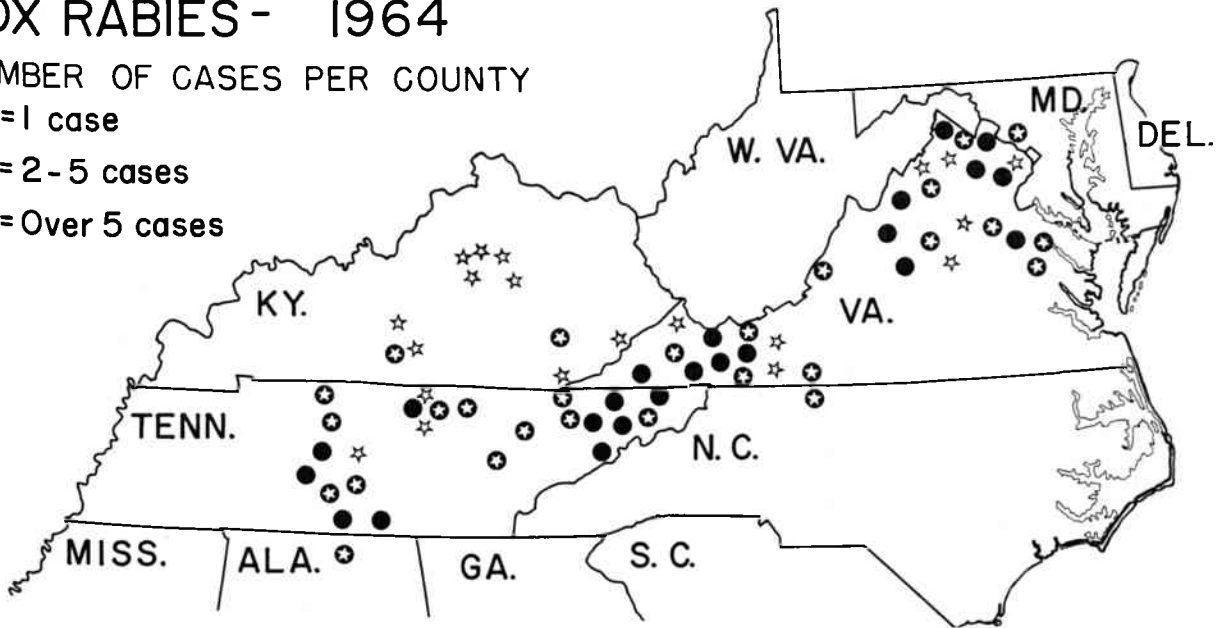 OX RABIES - 1964
MBER OF CASES PER COUNTY
= 1 case
= 2-5 cases
= Over 5 cases
MD.
DEL.
W. VA.
KY.
VA.
TENN.
N. C.
MISS.
ALA.
GA.
S. C.